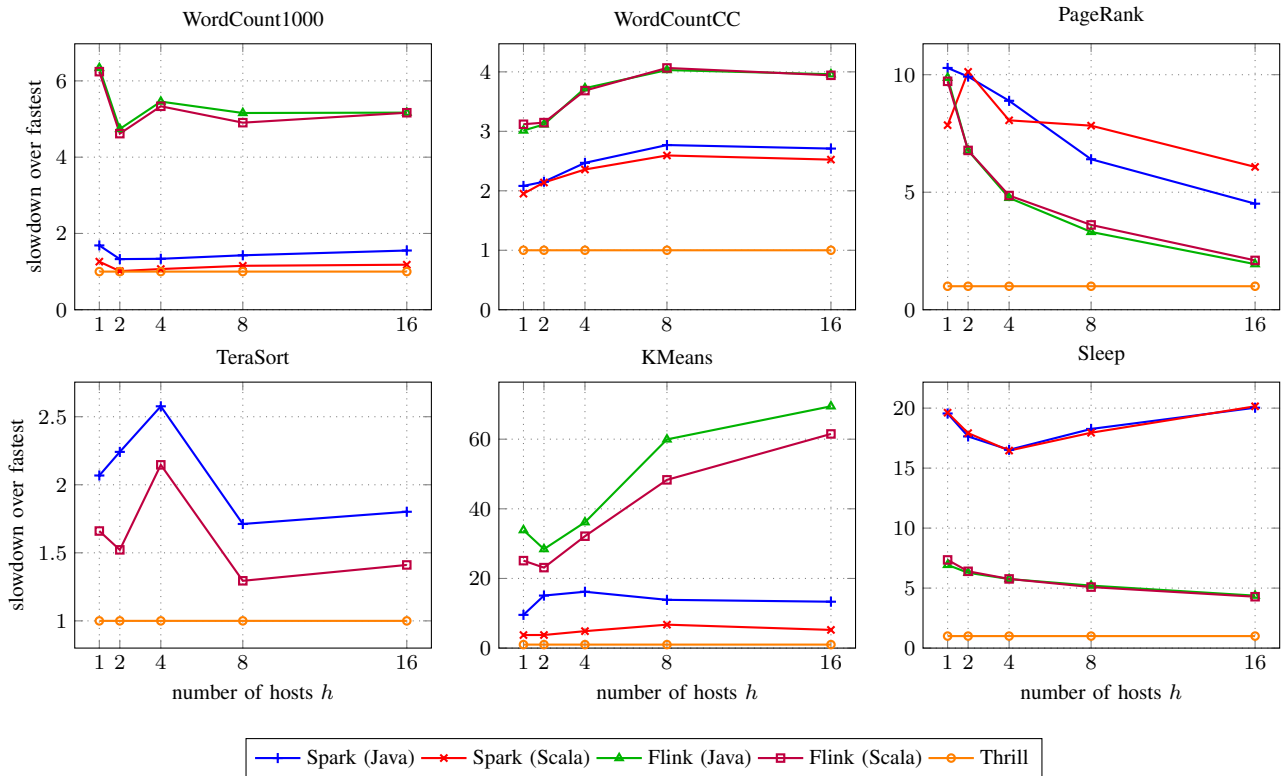 WordCount1000
WordCountCC
PageRank
slowdown over fastest
6
4
2
0
1 2 4 8 16
4
3
2
1
0
1 2 4 8 16
10
5
0
1 2 4 8 16
TeraSort
KMeans
Sleep
slowdown over fastest
2.5
2
1.5
1
1 2 4 8 16
number of hosts h
60
40
20
0
1 2 4 8 16
number of hosts h
20
15
10
5
0
1 2 4 8 16
number of hosts h
Spark (Java) Spark (Scala) Flink (Java) Flink (Scala) Thrill